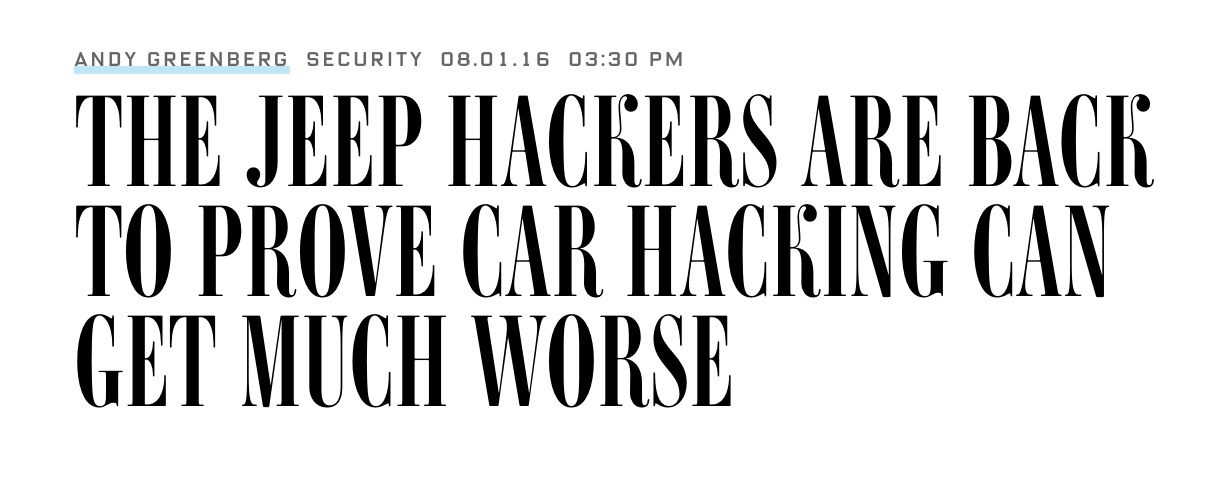 ANDY GREENBERG SECURITY 08.01.16 03:30 PM
THE JEEP HACKERS ARE BACK
TO PROVE CAR HACKING CAN
GET MUCH WORSE